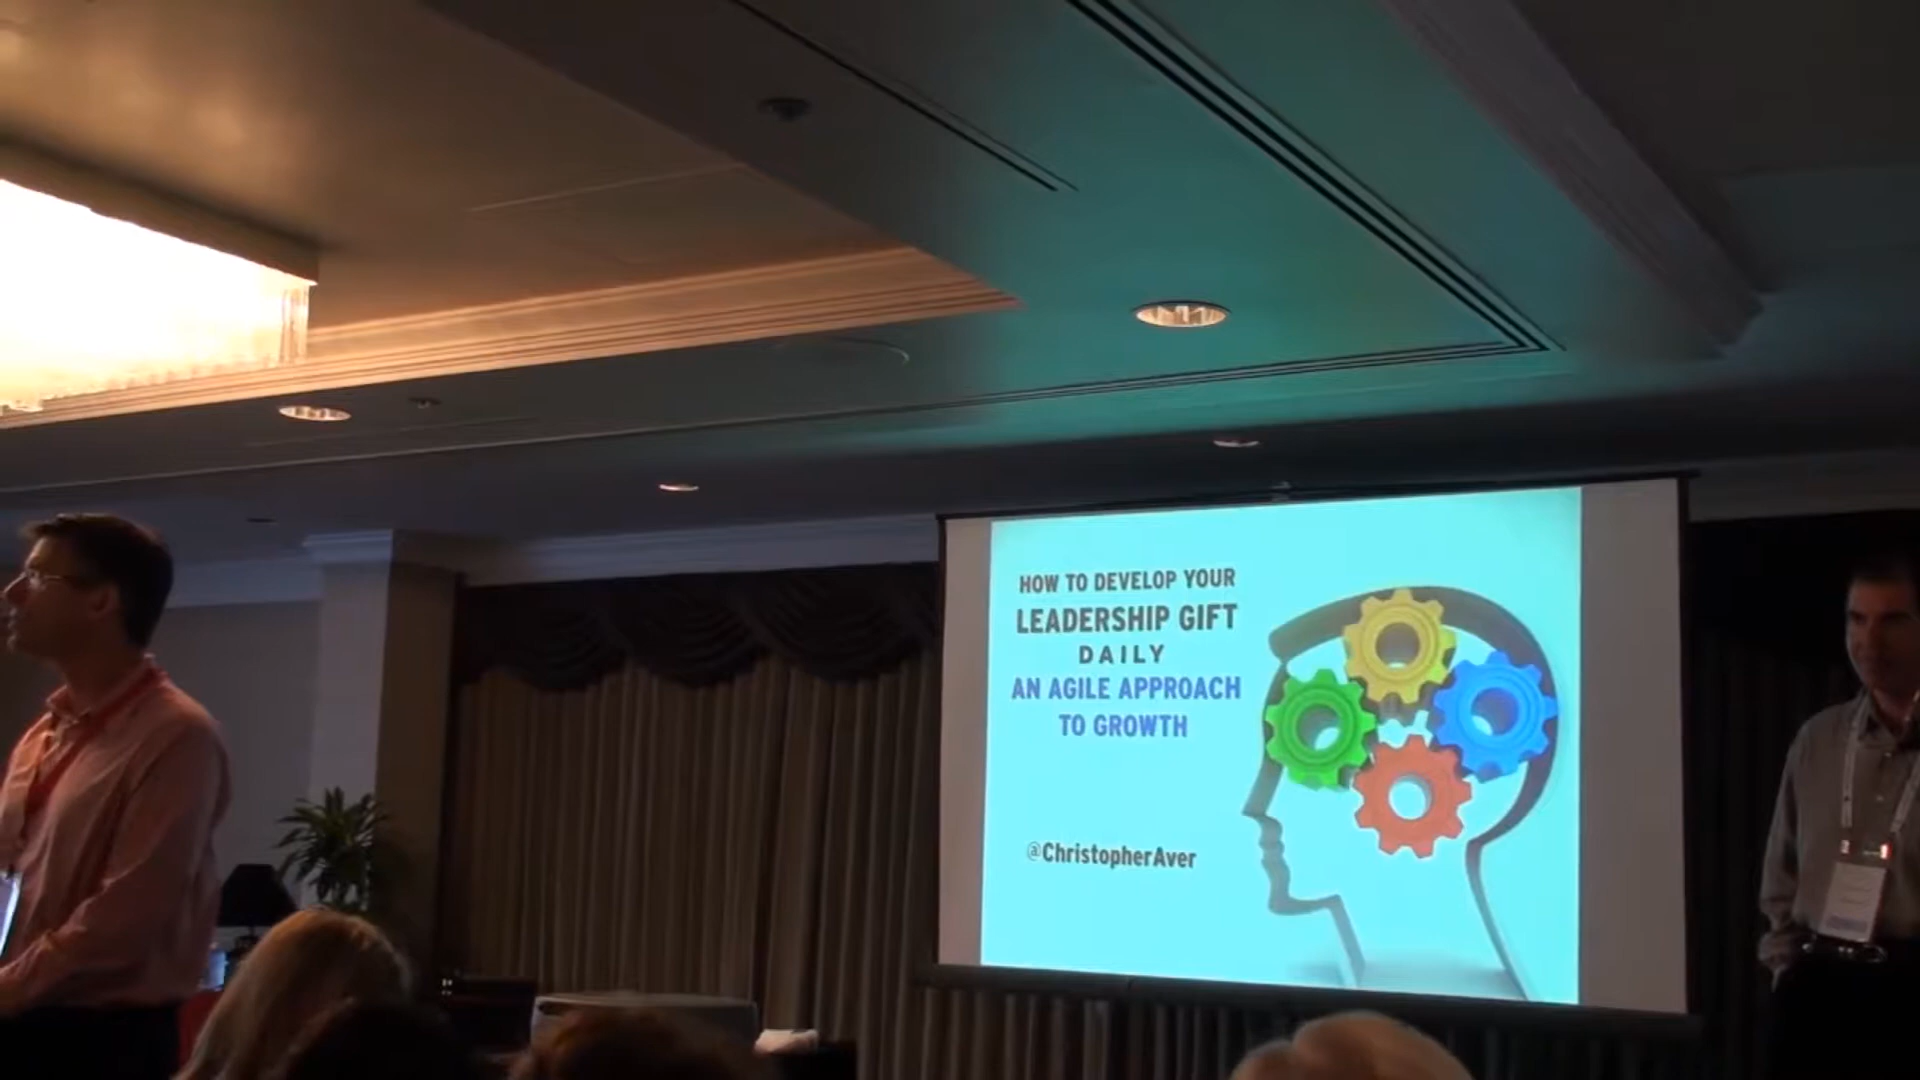 HOW TO DEVELOP YOUR
LEADERSHIP GIFT
DAILY
AN AGILE APPROACH
TO GROWTH
@ChristopherAver